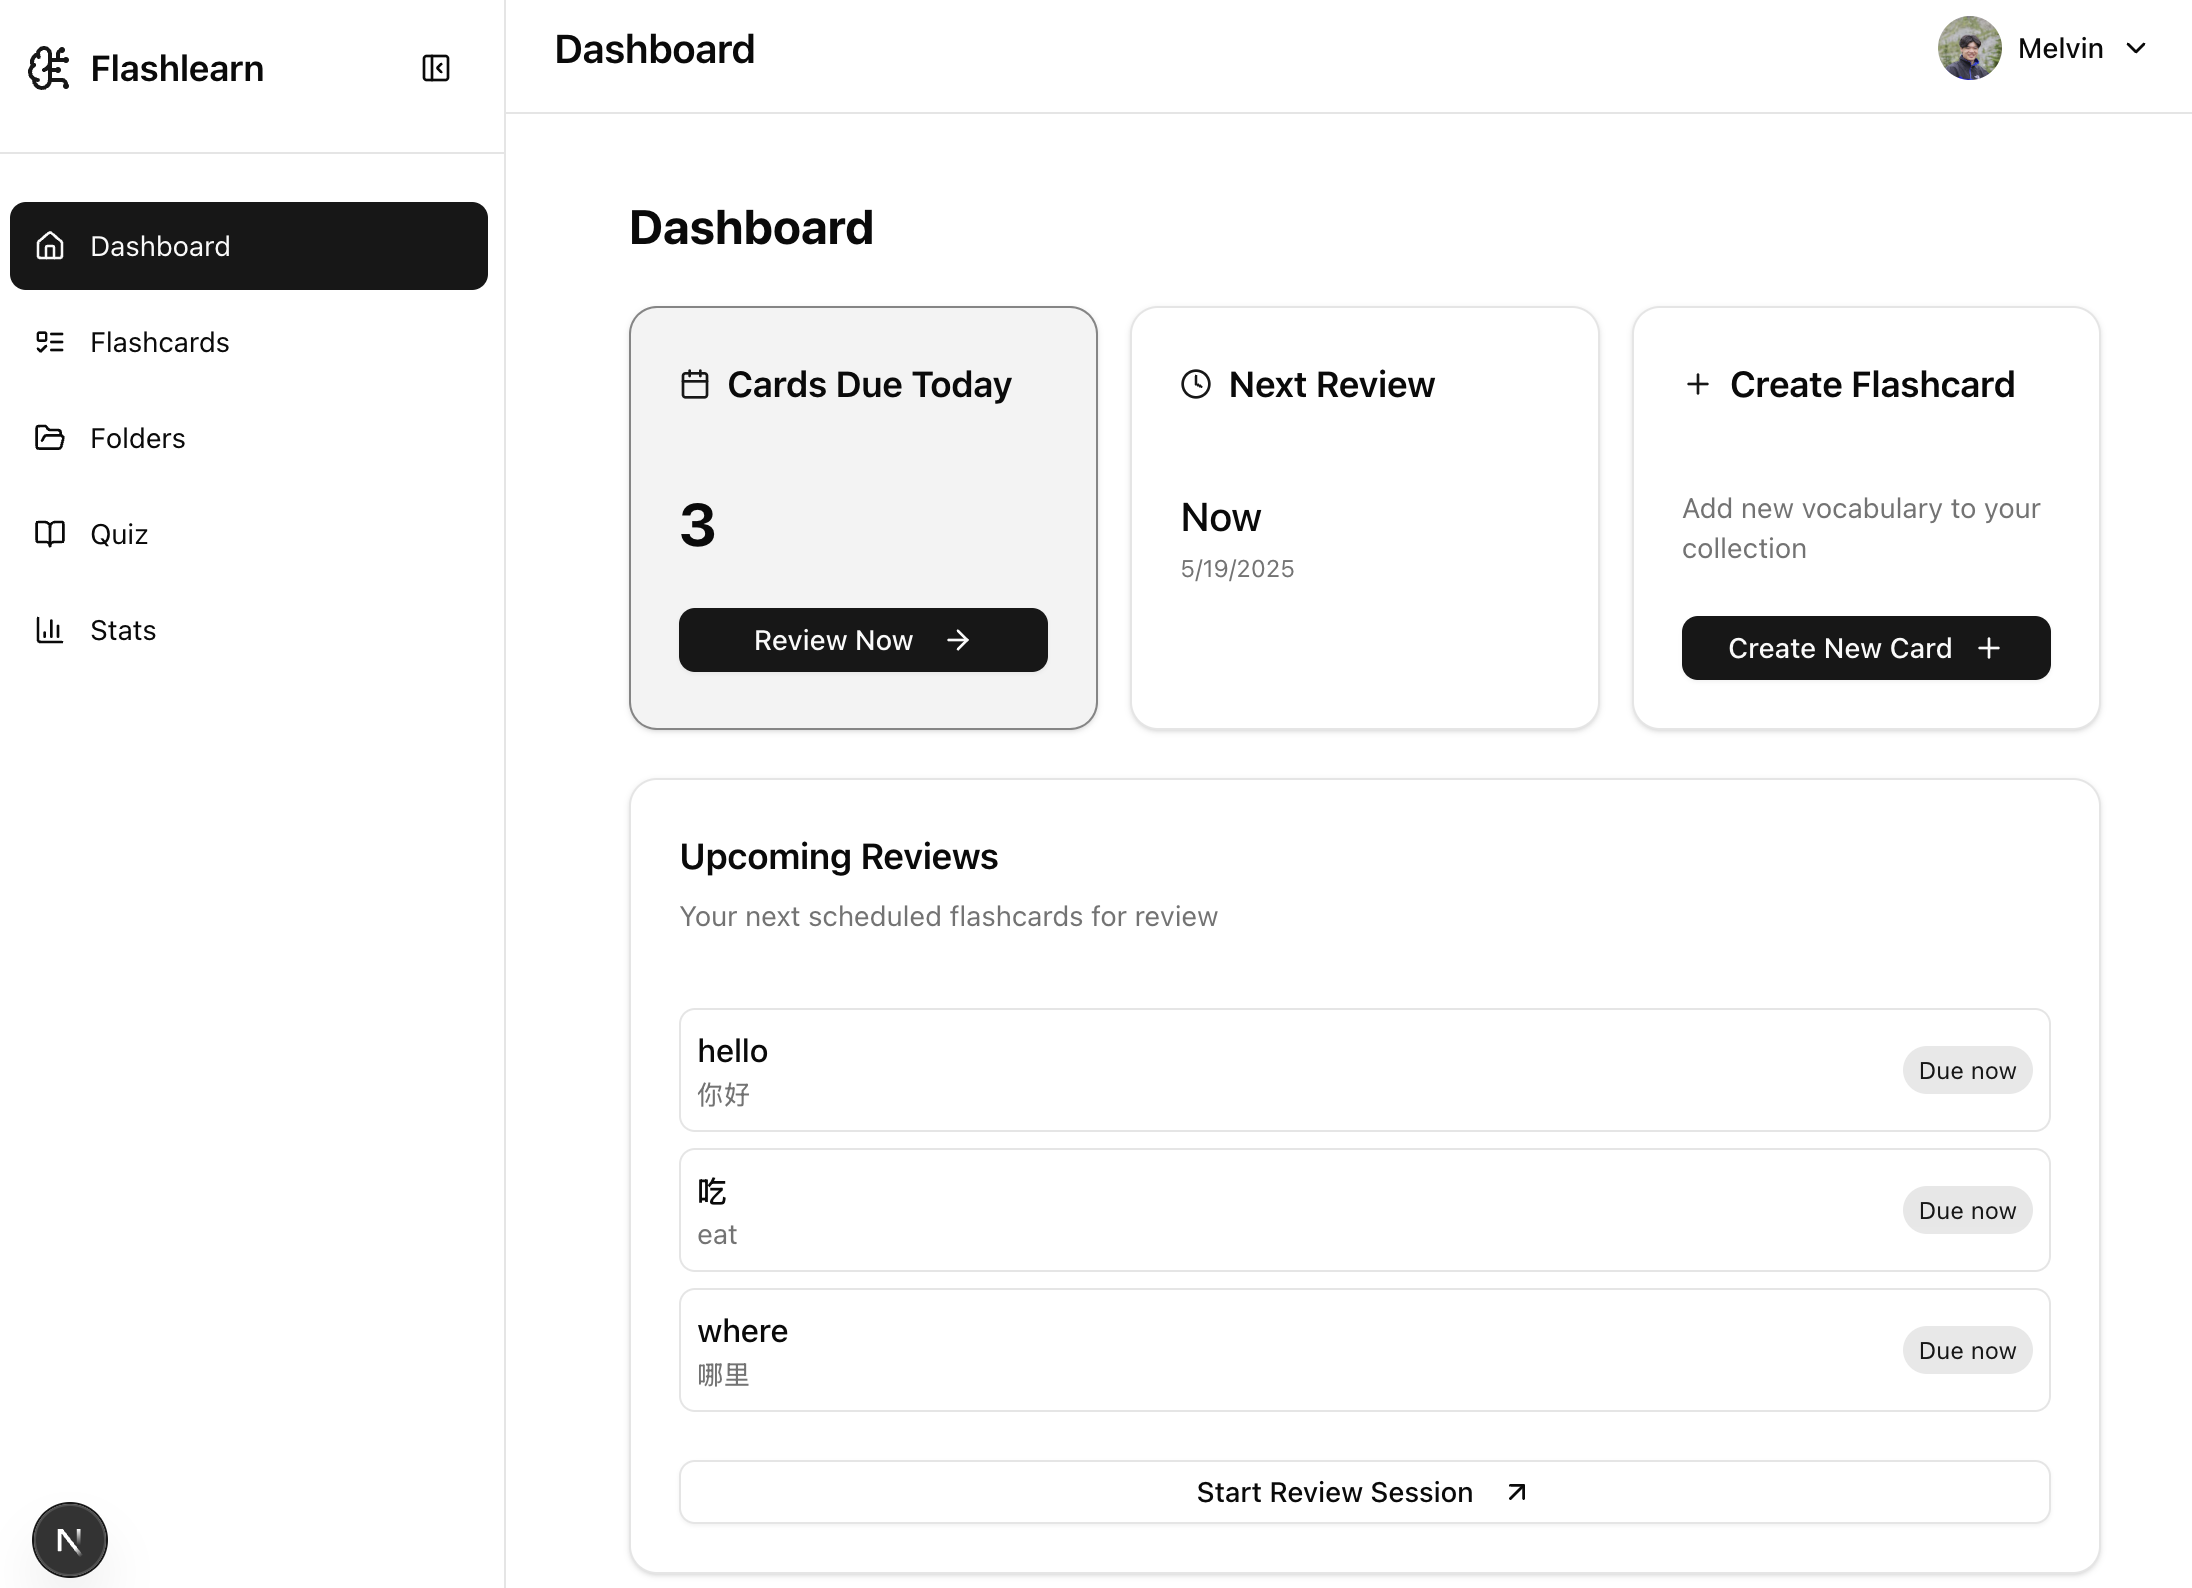 Flashlearn
Dashboard
Flashcards
Folders
Quiz
Stats
N
Dashboard
Melvin
Dashboard
Cards Due Today
3
Review Now
Next Review
Now
5/19/2025
Create Flashcard
Add new vocabulary to your
collection
Create New Card
Upcoming Reviews
Your next scheduled flashcards for review
hello
你好
Due now
吃
eat
Due now
where
哪里
Due now
Start Review Session